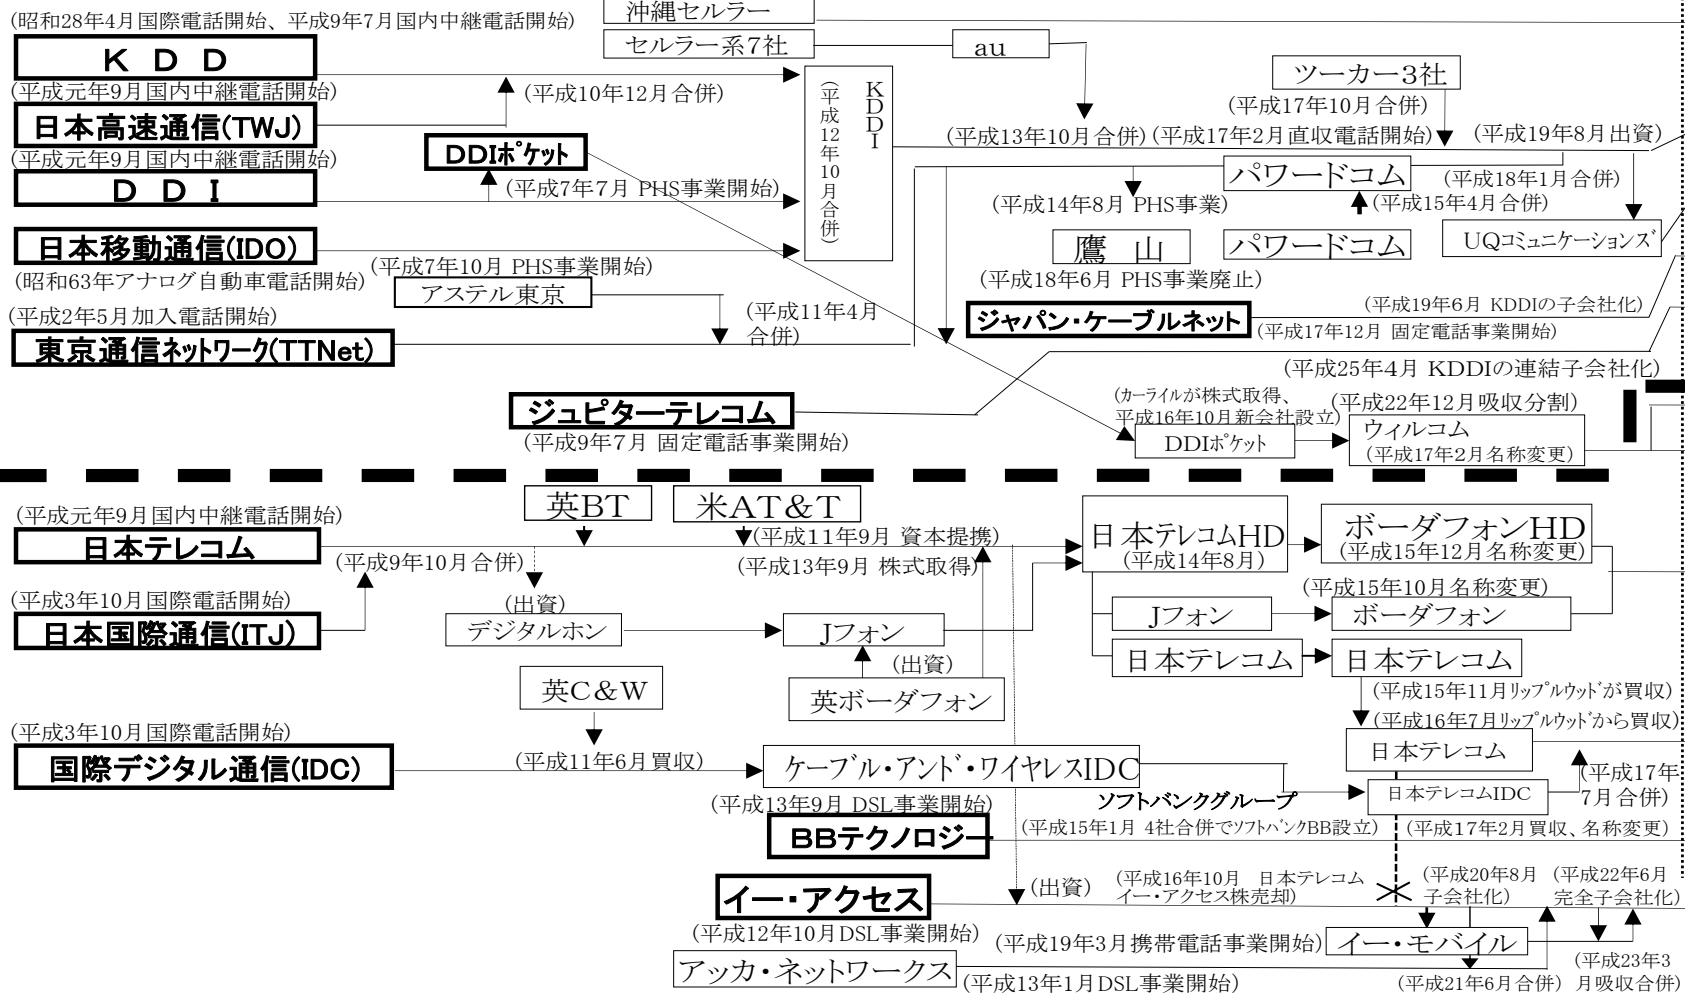 沖縄セルラー
(昭和28年4月国際電話開始、平成9年7月国内中継電話開始)
セルラー系7社
au
KDD
ツーカー3社
(平成元年9月国内中継電話開始)
(平成10年12月合併)
(平成17年10月合併)
KDDI
(平成12年10月合併)
日本高速通信(TWJ)
(平成13年10月合併)
(平成17年2月直収電話開始)
(平成19年8月出資)
(平成元年9月国内中継電話開始)
DDIポケット
DDI
(平成7年7月 PHS事業開始)
パワードコム
(平成18年1月合併)
(平成14年8月 PHS事業)
(平成15年4月合併)
日本移動通信(IDO)
鷹 山
パワードコム
UQコミュニケーションズ
(平成7年10月 PHS事業開始)
(昭和63年アナログ自動車電話開始)
(平成18年6月 PHS事業廃止)
アステル東京
(平成2年5月加入電話開始)
(平成11年4月
合併)
(平成19年6月 KDDIの子会社化)
ジャパン・ケーブルネット
(平成17年12月 固定電話事業開始)
東京通信ネットワーク(TTNet)
(平成25年4月 KDDIの連結子会社化)
(カーライルが株式取得、
平成16年10月新会社設立)
(平成22年12月吸収分割)
ジュピターテレコム
(平成9年7月 固定電話事業開始)
DDIポケット
ウィルコム
(平成17年2月名称変更)
英BT
米AT&T
(平成元年9月国内中継電話開始)
日本テレコム
(平成11年9月 資本提携)
日本テレコムHD
(平成14年8月)
ボーダフォンHD
(平成15年12月名称変更)
(平成9年10月合併)
(平成13年9月 株式取得)
(平成3年10月国際電話開始)
(出資)
(平成15年10月名称変更)
日本国際通信(ITJ)
デジタルホン
Jフォン
Jフォン
ボーダフォン
(出資)
日本テレコム
日本テレコム
英C&W
英ボーダフォン
(平成15年11月リップルウッドが買収)
(平成3年10月国際電話開始)
(平成16年7月リップルウッドから買収)
国際デジタル通信(IDC)
(平成11年6月買収)
ケーブル・アンド・ワイヤレスIDC
日本テレコム
(平成17年
7月合併)
日本テレコムIDC
(平成13年9月 DSL事業開始)
ソフトバンクグループ
BBテクノロジー
(平成15年1月 4社合併でソフトバンクBB設立)
(平成17年2月買収、名称変更)
イー・アクセス
(出資)
(平成16年10月 日本テレコム
イー・アクセス株売却)
(平成20年8月
子会社化)
(平成22年6月
完全子会社化)
(平成12年10月DSL事業開始)
(平成19年3月携帯電話事業開始)
イー・モバイル
アッカ・ネットワークス
(平成13年1月DSL事業開始)
(平成21年6月合併)
(平成23年3
月吸収合併)